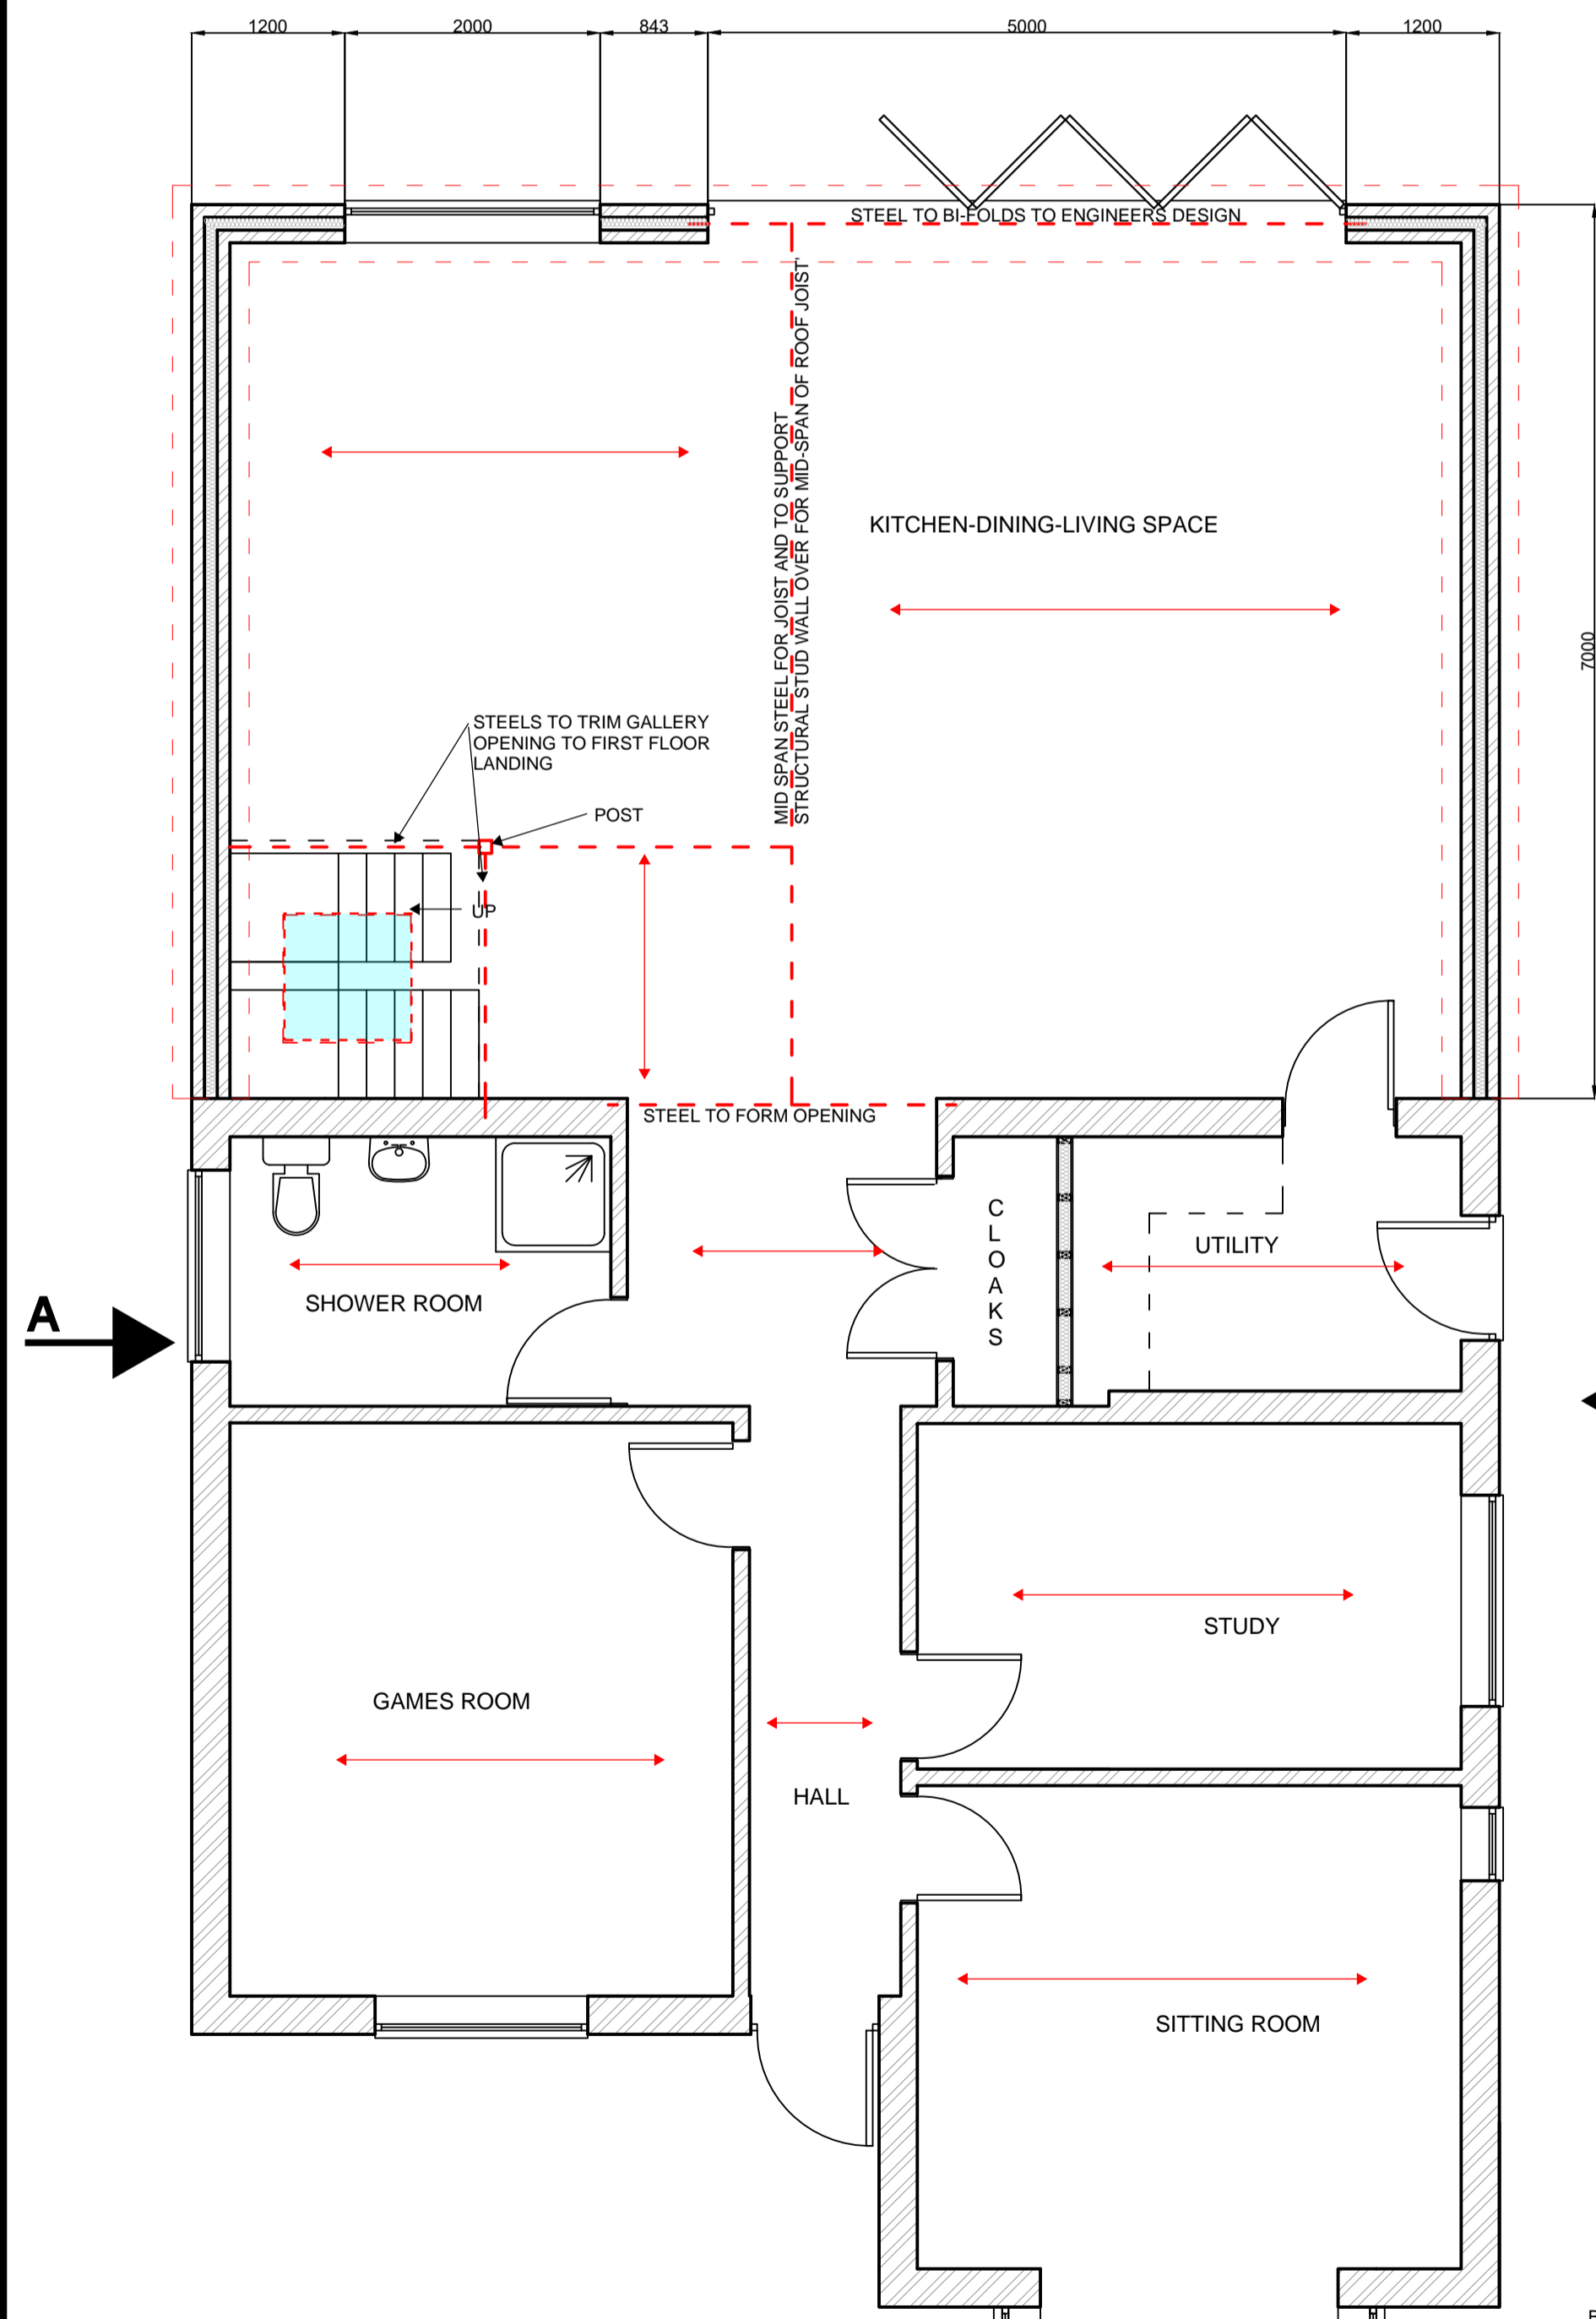 1200 2000 843 5000 1200
STEEL TO BI-FOLDS TO ENGINEERS DESIGN
MID SPAN STEEL FOR JOIST AND TO SUPPORT
STRUCTURAL STUD WALL OVER FOR MID-SPAN OF ROOF JOIST'
KITCHEN-DINING-LIVING SPACE
7000
STEELS TO TRIM GALLERY
OPENING TO FIRST FLOOR
LANDING
POST
UP
STEEL TO FORM OPENING
CLOAKS
UTILITY
SHOWER ROOM
A
STUDY
GAMES ROOM
HALL
SITTING ROOM